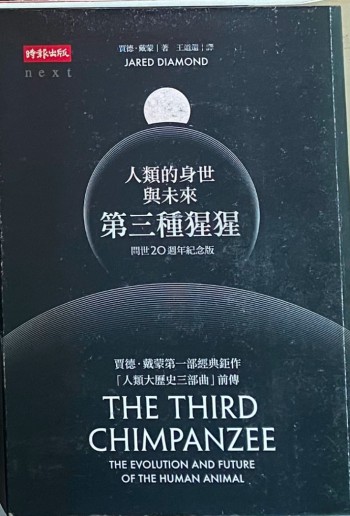 時報出版
next
賈德·戴蒙｜著 王道還｜譯
JARED DIAMOND
人類的身世
與未來
第三種猩猩
問世20週年紀念版
賈德·戴蒙第一部經典鉅作
「人類大歷史三部曲」前傳
THE THIRD
CHIMPANZEE
THE EVOLUTION AND FUTURE
OF THE HUMAN ANIMAL